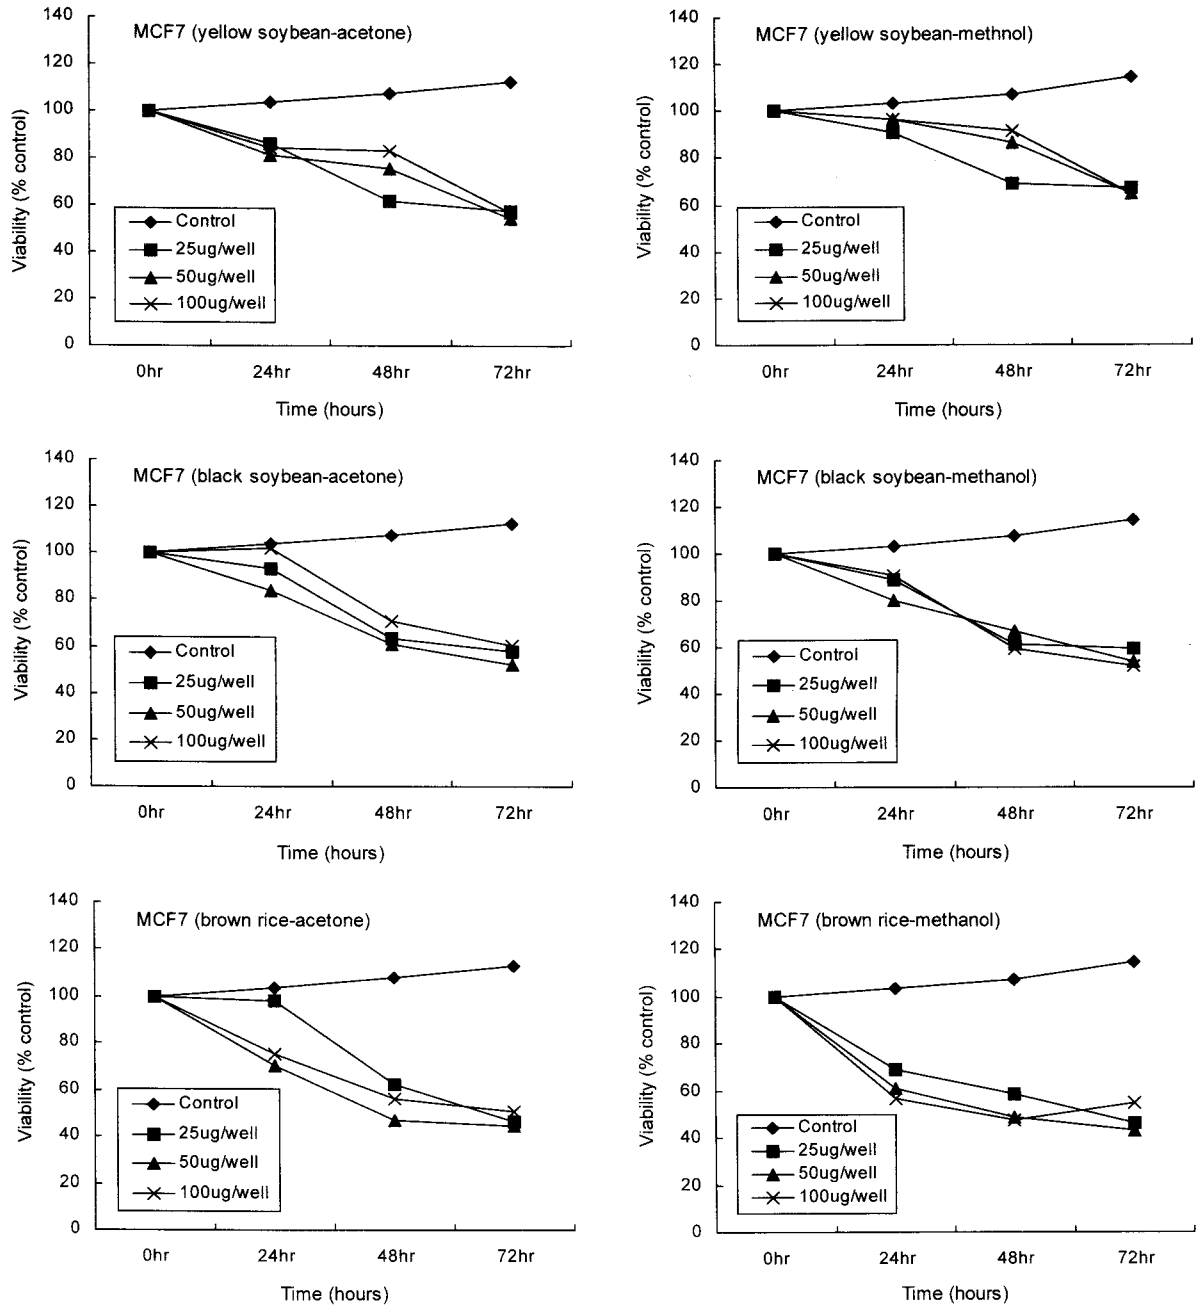 MCF7 (yellow soybean-acetone)
Viability (% control)
140
120
100
80
60
40
20
0
Control
25ug/well
50ug/well
100ug/well
0hr 24hr 48hr 72hr
Time (hours)
MCF7 (yellow soybean-methnol)
Viability (% control)
140
120
100
80
60
40
20
0
Control
25ug/well
50ug/well
100ug/well
0hr 24hr 48hr 72hr
Time (hours)
MCF7 (black soybean-acetone)
Viability (% control)
140
120
100
80
60
40
20
0
Control
25ug/well
50ug/well
100ug/well
0hr 24hr 48hr 72hr
Time (hours)
MCF7 (black soybean-methanol)
Viability (% control)
140
120
100
80
60
40
20
0
Control
25ug/well
50ug/well
100ug/well
0hr 24hr 48hr 72hr
Time (hours)
MCF7 (brown rice-acetone)
Viability (% control)
140
120
100
80
60
40
20
0
Control
25ug/well
50ug/well
100ug/well
0hr 24hr 48hr 72hr
Time (hours)
MCF7 (brown rice-methanol)
Viability (% control)
140
120
100
80
60
40
20
0
Control
25ug/well
50ug/well
100ug/well
0hr 24hr 48hr 72hr
Time (hours)